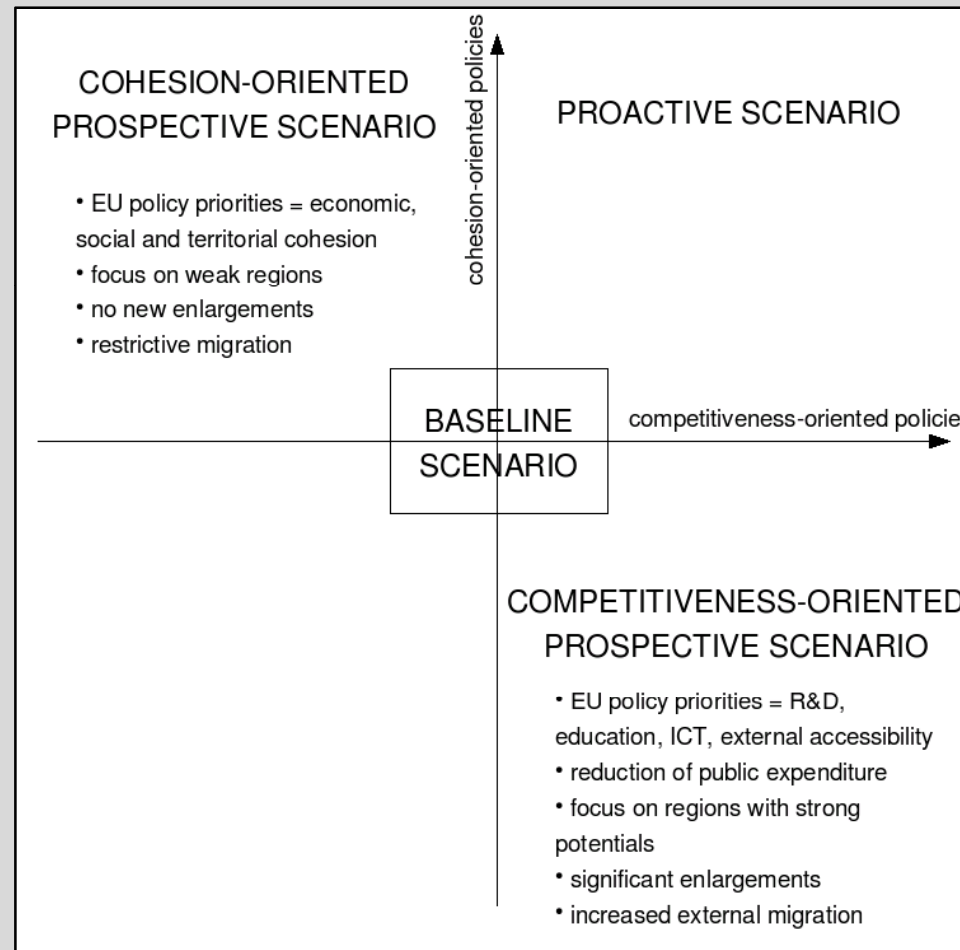 COHESION-ORIENTED
PROSPECTIVE SCENARIO
• EU policy priorities = economic,
social and territorial cohesion
• focus on weak regions
• no new enlargements
• restrictive migration
cohesion-oriented policies
PROACTIVE SCENARIO
BASELINE
SCENARIO
competitiveness-oriented policie
COMPETITIVENESS-ORIENTED
PROSPECTIVE SCENARIO
• EU policy priorities = R&D,
education, ICT, external accessibility
• reduction of public expenditure
• focus on regions with strong
potentials
• significant enlargements
• increased external migration